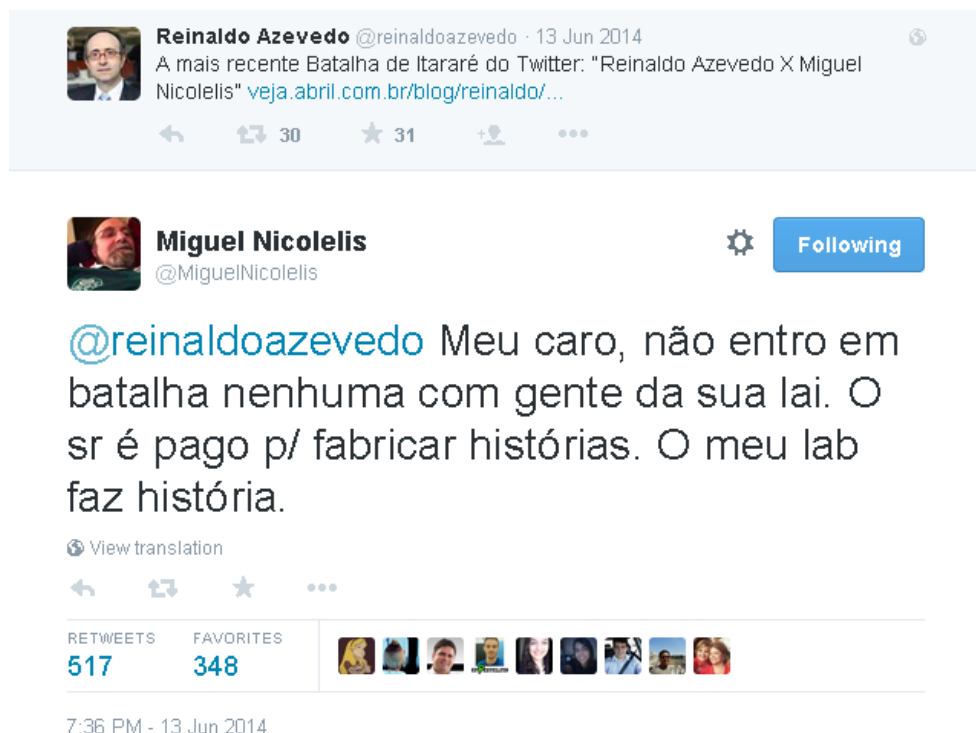 Reinaldo Azevedo @reinaldoazevedo · 13 Jun 2014
A mais recente Batalha de Itararé do Twitter: "Reinaldo Azevedo X Miguel
Nicolelis" veja.abril.com.br/blog/reinaldo/...
30 31
Miguel Nicolelis
@MiguelNicolelis
Following
@reinaldoazevedo Meu caro, não entro em
batalha nenhuma com gente da sua lai. O
sr é pago p/ fabricar histórias. O meu lab
faz história.
View translation
RETWEETS FAVORITES
517 348
7:36 PM - 13 Jun 2014